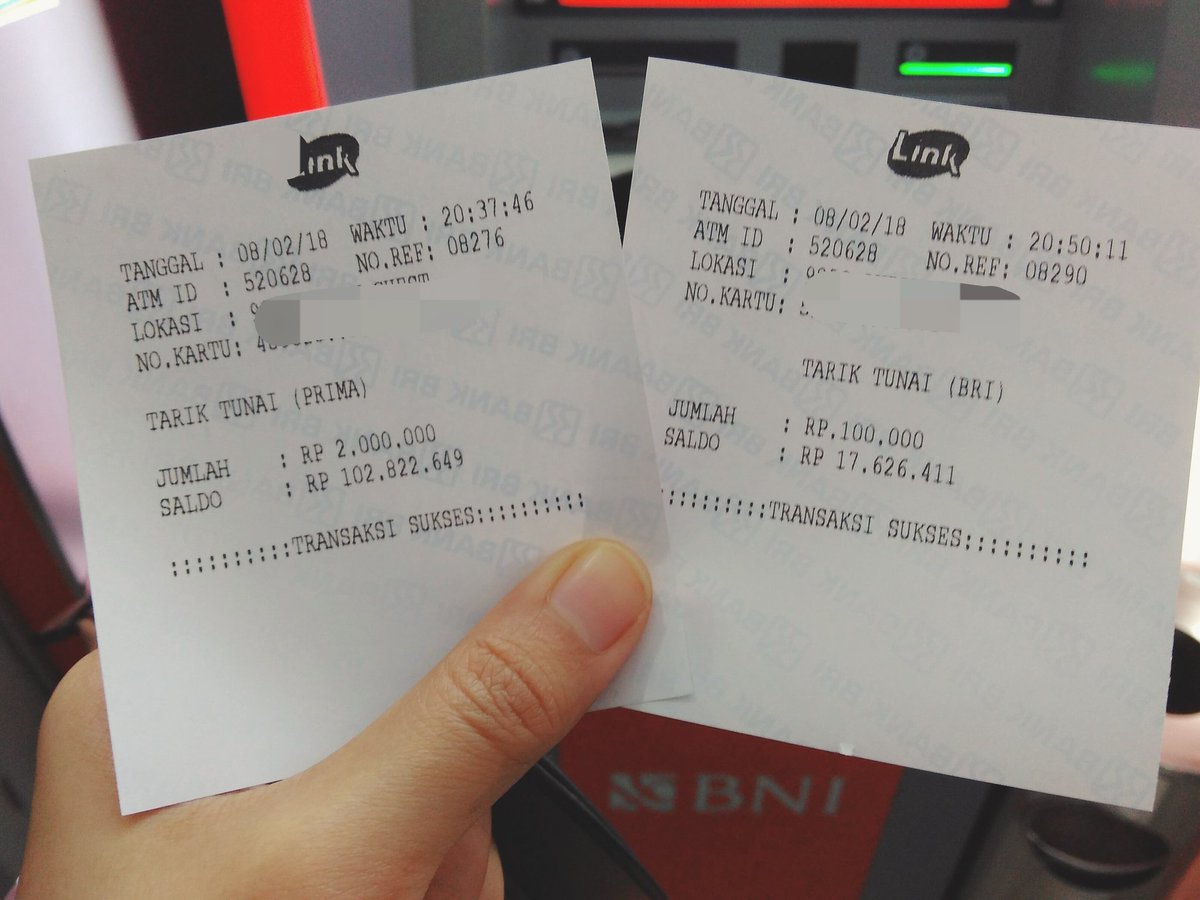 Link
TANGGAL : 08/02/18 WAKTU : 20:37:46
ATM ID : 520628 NO.REF: 08276
LOKASI :
NO.KARTU:
TARIK TUNAI (PRIMA)
JUMLAH : RP 2.000.000
SALDO : RP 102.822.649
::::::::::TRANSAKSI SUKSES::::::::::
Link
TANGGAL : 08/02/18 WAKTU : 20:50:11
ATM ID : 520628 NO.REF: 08290
LOKASI :
NO.KARTU:
TARIK TUNAI (BRI)
JUMLAH : RP.100.000
SALDO : RP 17.626.411
::::::::::TRANSAKSI SUKSES::::::::::
BANK BRI
BNI